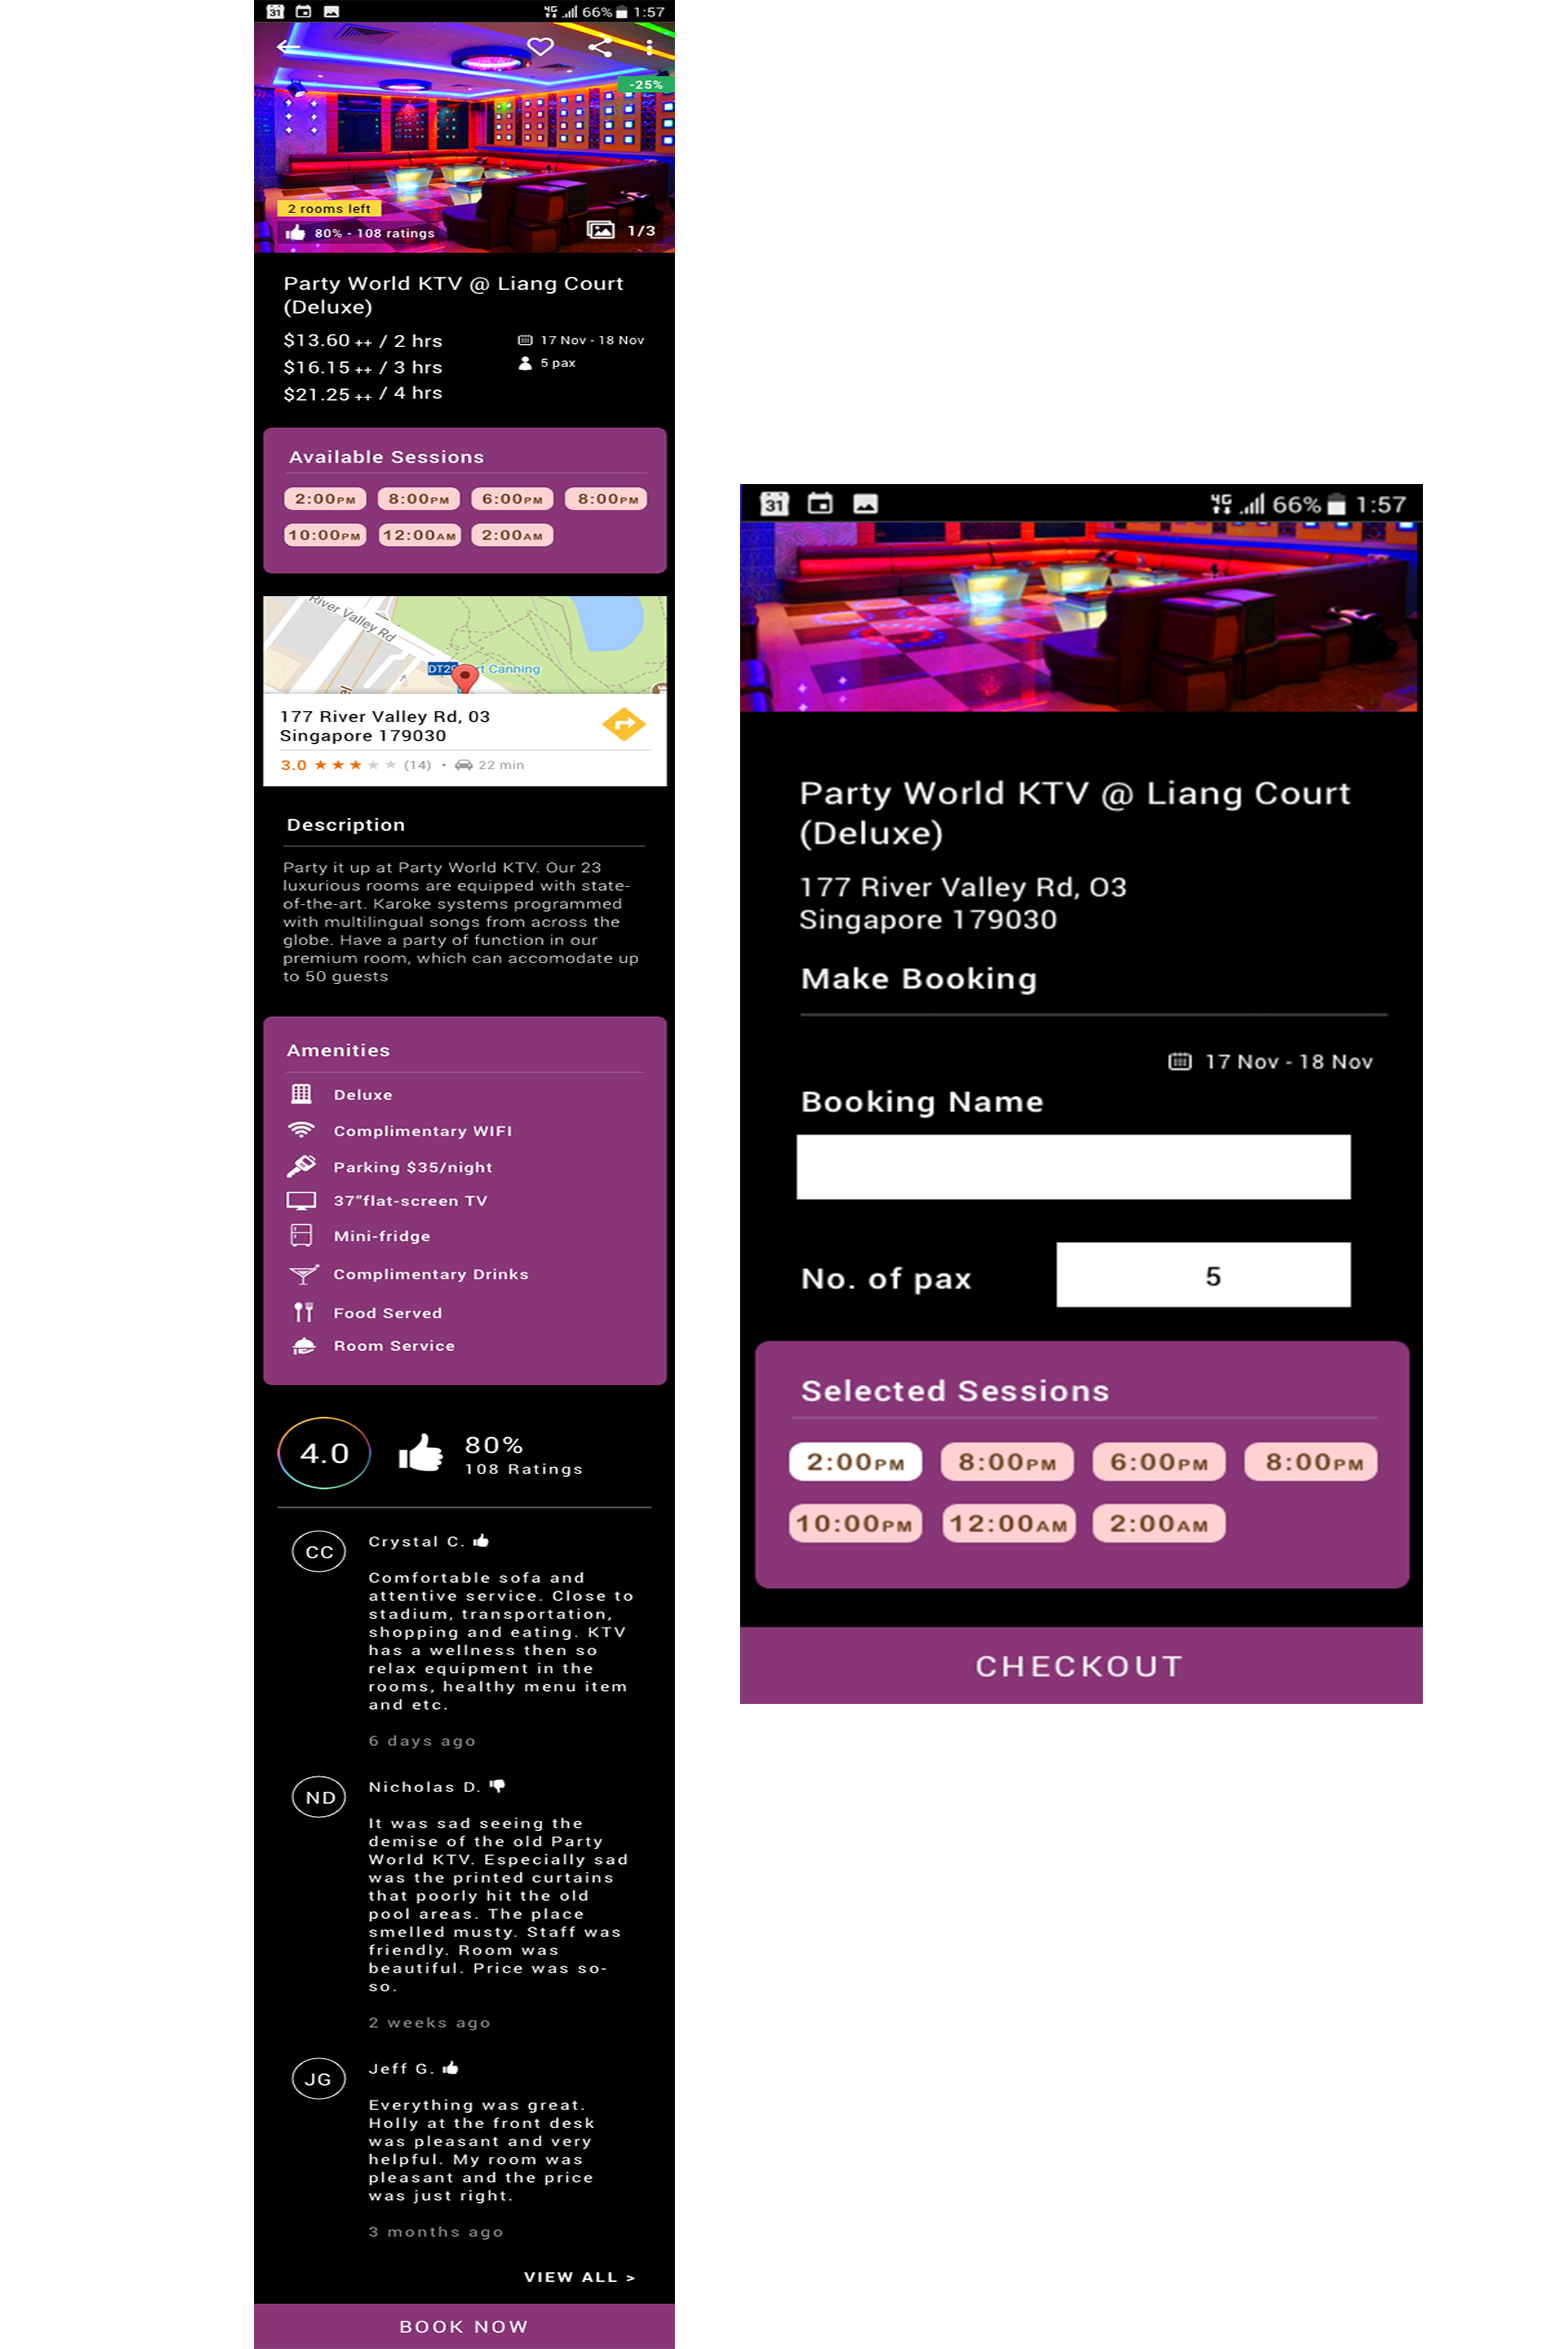 31
4G 66% 1:57
-25%
2 rooms left
80% - 108 ratings
1/3
Party World KTV @ Liang Court
(Deluxe)
$13.60 ++ / 2 hrs
17 Nov - 18 Nov
$16.15 ++ / 3 hrs
5 pax
$21.25 ++ / 4 hrs
Available Sessions
2:00PM 8:00PM 6:00PM 8:00PM
10:00PM 12:00AM 2:00AM
River Valley Rd
DT20 rt Canning
177 River Valley Rd, 03
Singapore 179030
3.0 ★★★★★ (14) • 22 min
Description
Party it up at Party World KTV. Our 23
luxurious rooms are equipped with state-
of-the-art. Karoke systems programmed
with multilingual songs from across the
globe. Have a party of function in our
premium room, which can accomodate up
to 50 guests
Amenities
Deluxe
Complimentary WIFI
Parking $35/night
37”flat-screen TV
Mini-fridge
Complimentary Drinks
Food Served
Room Service
4.0
80%
108 Ratings
CC
Crystal C.
Comfortable sofa and
attentive service. Close to
stadium, transportation,
shopping and eating. KTV
has a wellness then so
relax equipment in the
rooms, healthy menu item
and etc.
6 days ago
ND
Nicholas D.
It was sad seeing the
demise of the old Party
World KTV. Especially sad
was the printed curtains
that poorly hit the old
pool areas. The place
smelled musty. Staff was
friendly. Room was
beautiful. Price was so-
so.
2 weeks ago
JG
Jeff G.
Everything was great.
Holly at the front desk
was pleasant and very
helpful. My room was
pleasant and the price
was just right.
3 months ago
VIEW ALL >
BOOK NOW
31
4G 66% 1:57
Party World KTV @ Liang Court
(Deluxe)
177 River Valley Rd, O3
Singapore 179030
Make Booking
17 Nov - 18 Nov
Booking Name
No. of pax
5
Selected Sessions
2:00PM 8:00PM 6:00PM 8:00PM
10:00PM 12:00AM 2:00AM
CHECKOUT